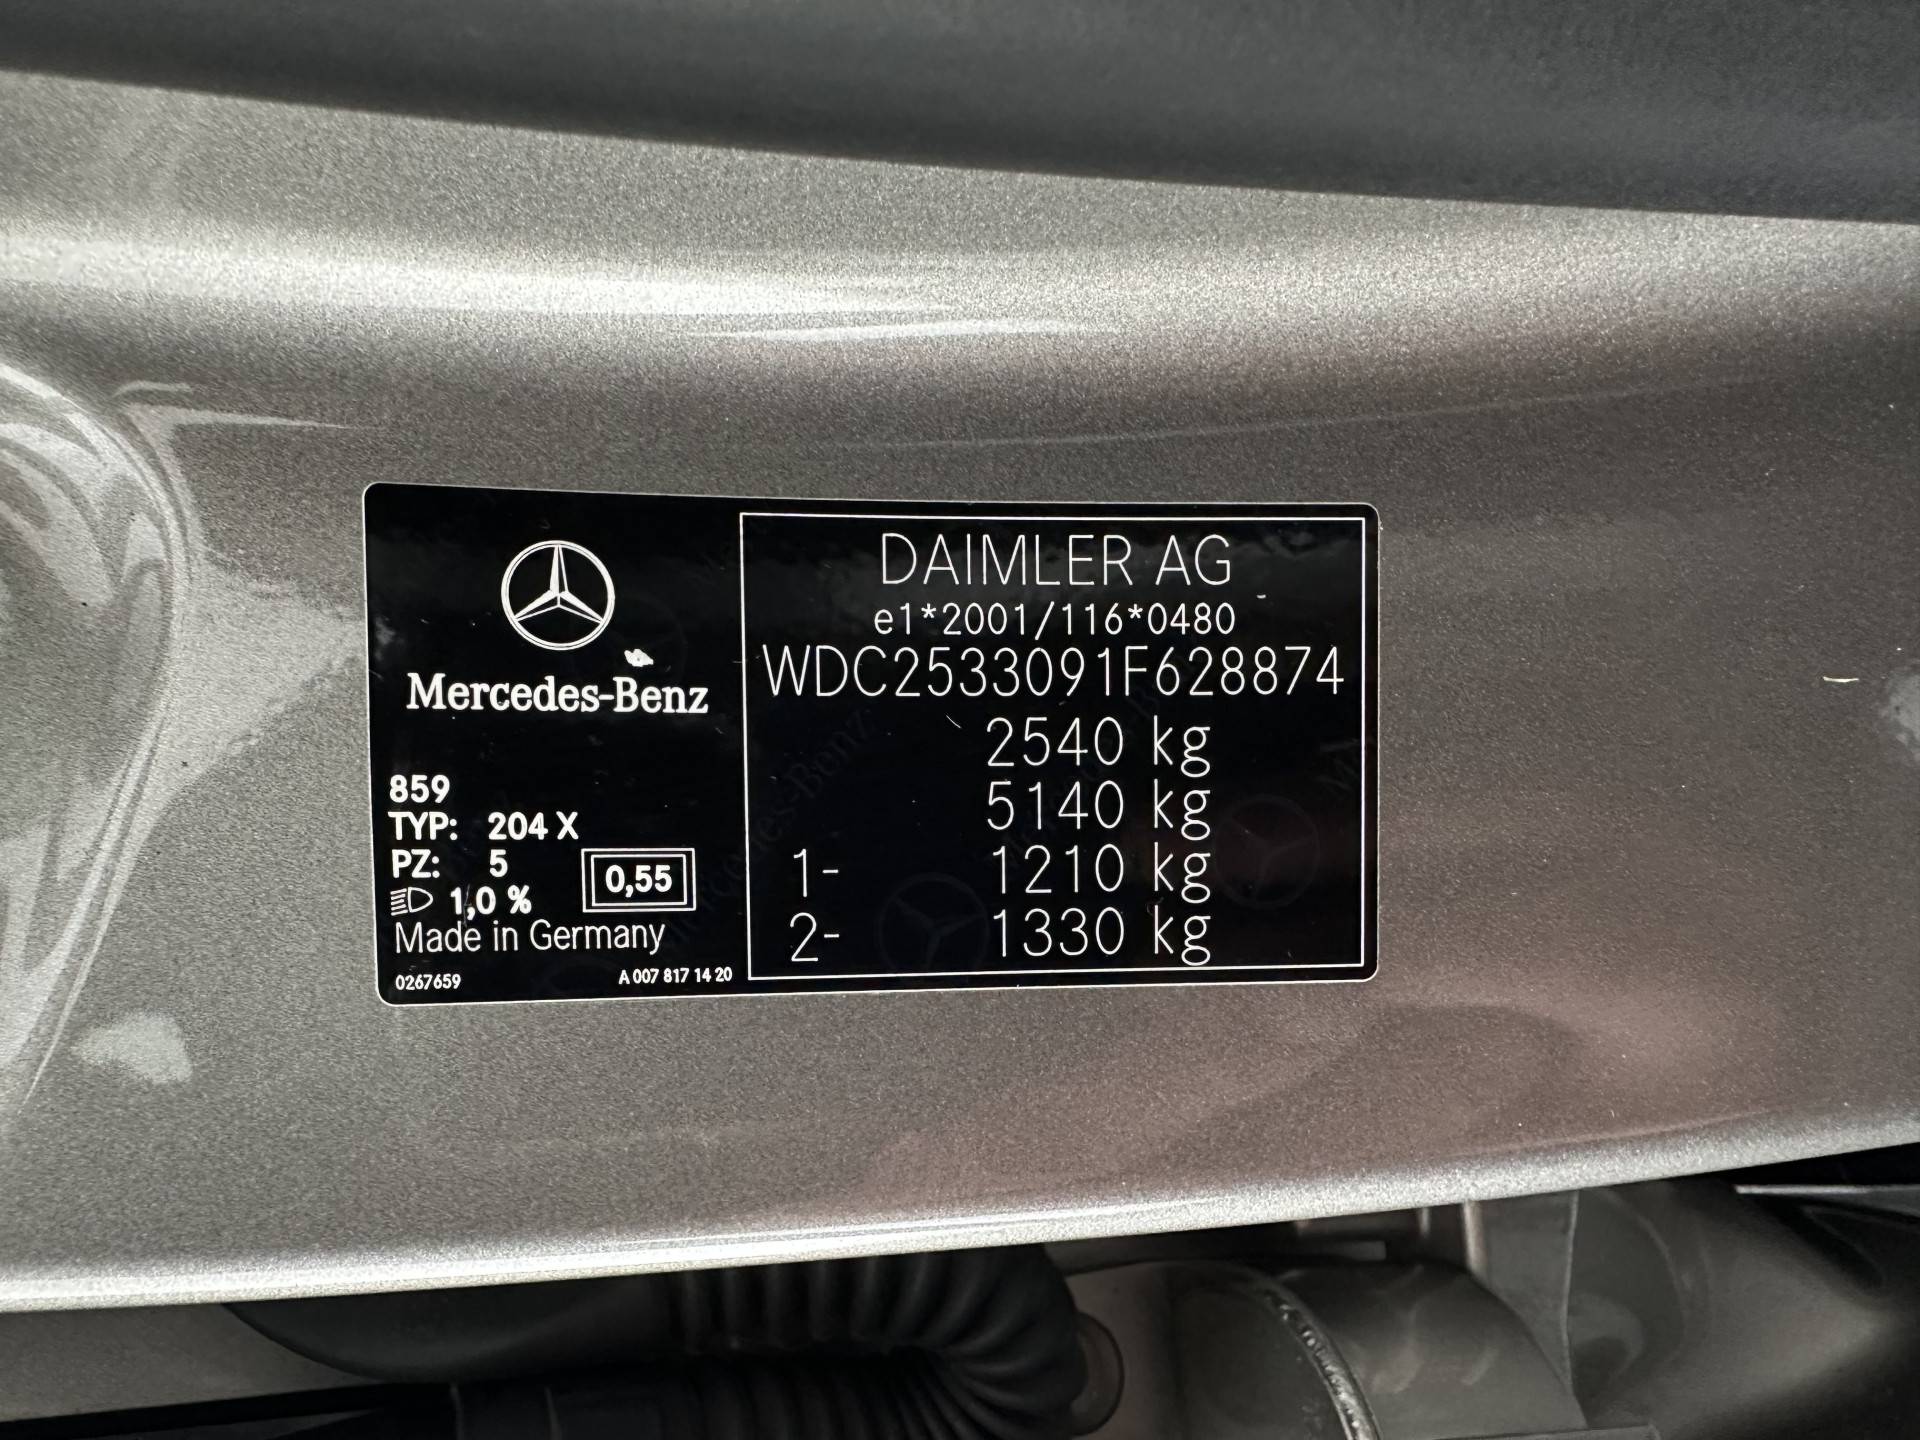 Mercedes-Benz
859
TYP: 204 X
PZ: 5
1,0 %
0,55
Made in Germany
0267659
A 007 817 14 20
DAIMLER AG
e1*2001/116*0480
WDC2533091F628874
2540 kg
5140 kg
1- 1210 kg
2- 1330 kg